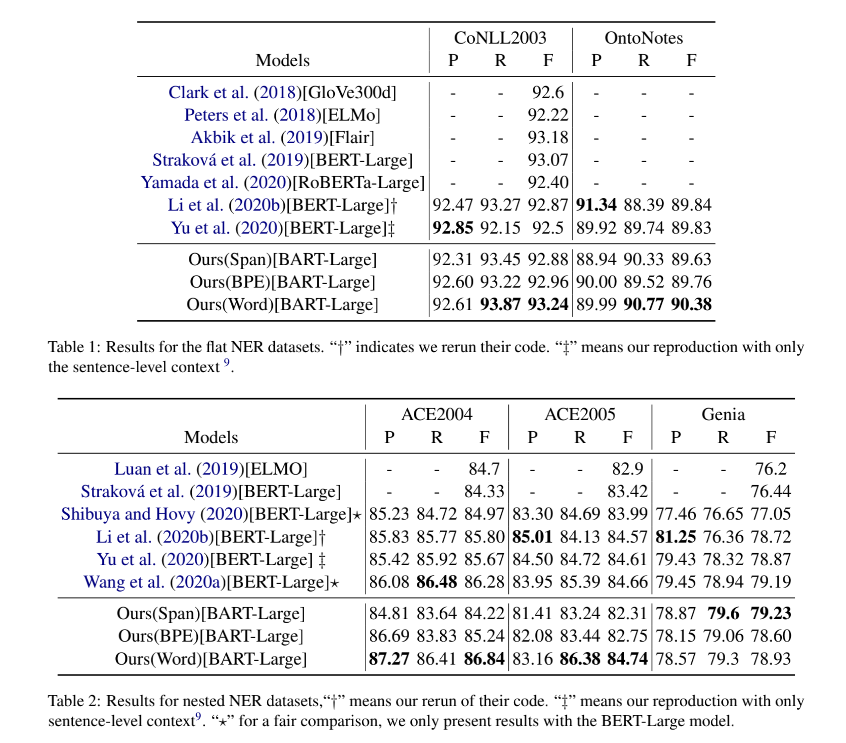 CoNLL2003 OntoNotes
Models P R F P R F
Clark et al. (2018)[GloVe300d] - - 92.6 - - -
Peters et al. (2018)[ELMo] - - 92.22 - - -
Akbik et al. (2019)[Flair] - - 93.18 - - -
Straková et al. (2019)[BERT-Large] - - 93.07 - - -
Yamada et al. (2020)[RoBERTa-Large] - - 92.40 - - -
Li et al. (2020b)[BERT-Large]† 92.47 93.27 92.87 91.34 88.39 89.84
Yu et al. (2020)[BERT-Large]‡ 92.85 92.15 92.5 89.92 89.74 89.83
Ours(Span)[BART-Large] 92.31 93.45 92.88 88.94 90.33 89.63
Ours(BPE)[BART-Large] 92.60 93.22 92.96 90.00 89.52 89.76
Ours(Word)[BART-Large] 92.61 93.87 93.24 89.99 90.77 90.38
Table 1: Results for the flat NER datasets. “†” indicates we rerun their code. “‡” means our reproduction with only
the sentence-level context 9.
ACE2004 ACE2005 Genia
Models P R F P R F P R F
Luan et al. (2019)[ELMO] - - 84.7 - - 82.9 - - 76.2
Straková et al. (2019)[BERT-Large] - - 84.33 - - 83.42 - - 76.44
Shibuya and Hovy (2020)[BERT-Large]⋆ 85.23 84.72 84.97 83.30 84.69 83.99 77.46 76.65 77.05
Li et al. (2020b)[BERT-Large]† 85.83 85.77 85.80 85.01 84.13 84.57 81.25 76.36 78.72
Yu et al. (2020)[BERT-Large] ‡ 85.42 85.92 85.67 84.50 84.72 84.61 79.43 78.32 78.87
Wang et al. (2020a)[BERT-Large]⋆ 86.08 86.48 86.28 83.95 85.39 84.66 79.45 78.94 79.19
Ours(Span)[BART-Large] 84.81 83.64 84.22 81.41 83.24 82.31 78.87 79.6 79.23
Ours(BPE)[BART-Large] 86.69 83.83 85.24 82.08 83.44 82.75 78.15 79.06 78.60
Ours(Word)[BART-Large] 87.27 86.41 86.84 83.16 86.38 84.74 78.57 79.3 78.93
Table 2: Results for nested NER datasets,“†” means our rerun of their code. “‡” means our reproduction with only
sentence-level context9. “⋆” for a fair comparison, we only present results with the BERT-Large model.